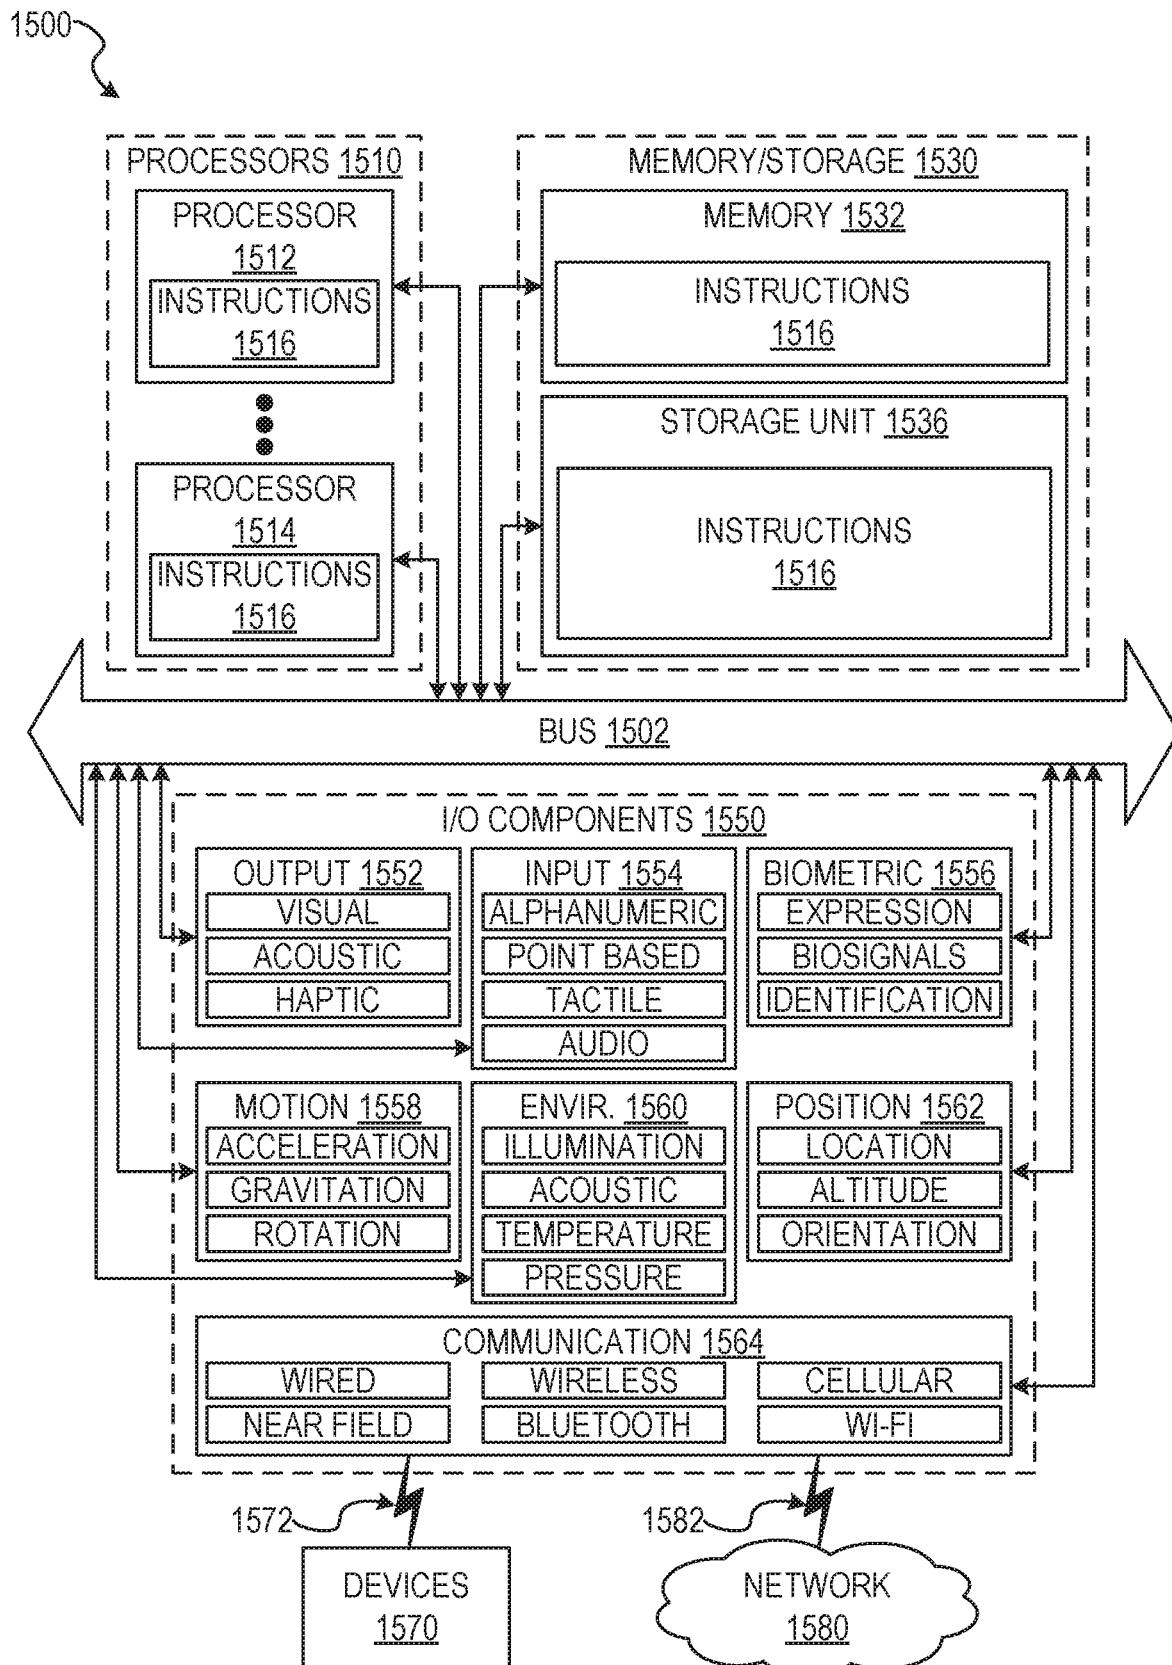 1500
PROCESSORS 1510
PROCESSOR
1512
INSTRUCTIONS
1516
PROCESSOR
1514
INSTRUCTIONS
1516
MEMORY/STORAGE 1530
MEMORY 1532
INSTRUCTIONS
1516
STORAGE UNIT 1536
INSTRUCTIONS
1516
BUS 1502
I/O COMPONENTS 1550
OUTPUT 1552
VISUAL
ACOUSTIC
HAPTIC
INPUT 1554
ALPHANUMERIC
POINT BASED
TACTILE
AUDIO
BIOMETRIC 1556
EXPRESSION
BIOSIGNALS
IDENTIFICATION
MOTION 1558
ACCELERATION
GRAVITATION
ROTATION
ENVIR. 1560
ILLUMINATION
ACOUSTIC
TEMPERATURE
PRESSURE
POSITION 1562
LOCATION
ALTITUDE
ORIENTATION
COMMUNICATION 1564
WIRED
WIRELESS
CELLULAR
NEAR FIELD
BLUETOOTH
WI-FI
1572
1582
DEVICES
1570
NETWORK
1580